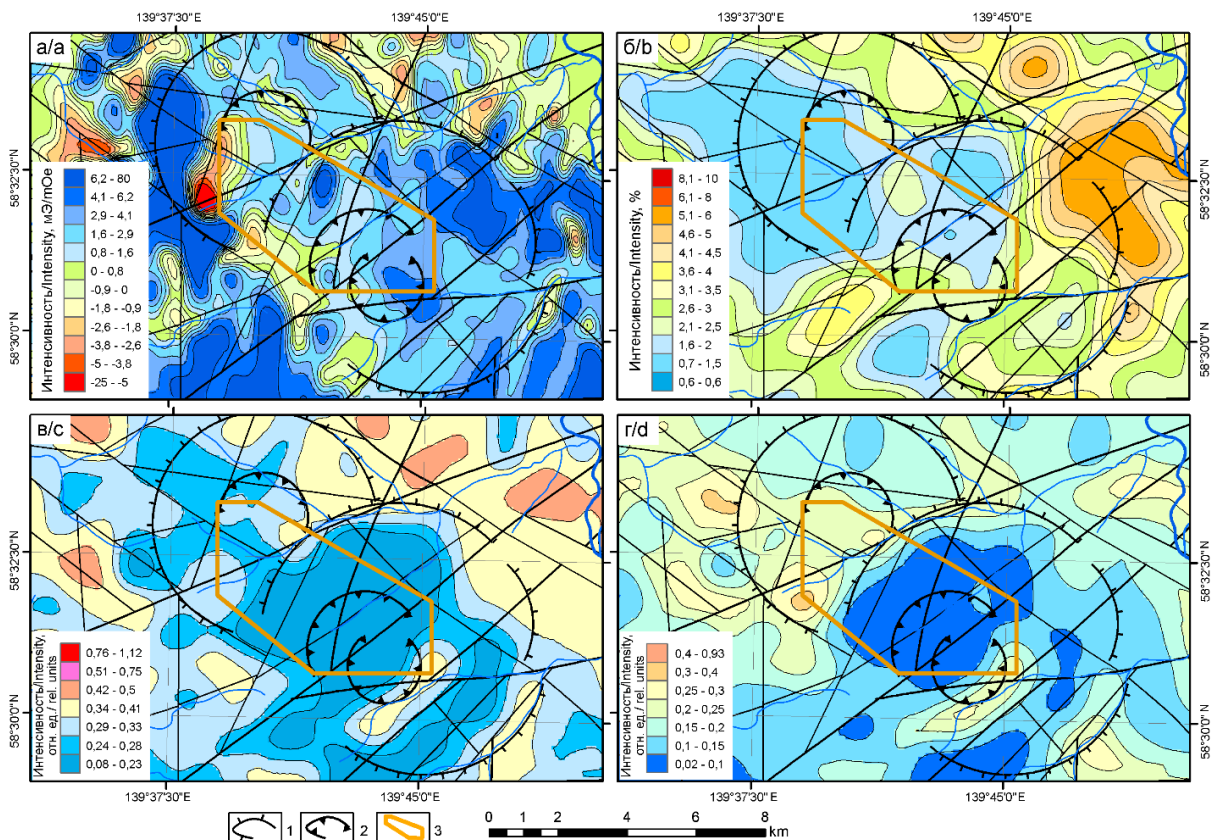 139°37'30"E
139°45'0"E
139°37'30"E
139°45'0"E
а/a
б/b
58°32'30"N
58°30'0"N
Интенсивность/Intensity, мЭ/mOe
6,2 - 80
4,1 - 6,2
2,9 - 4,1
1,6 - 2,9
0,8 - 1,6
0 - 0,8
-0,9 - 0
-1,8 - -0,9
-2,6 - -1,8
-3,8 - -2,6
-5 - -3,8
-25 - -5
Интенсивность/Intensity, %
8,1 - 10
6,1 - 8
5,1 - 6
4,6 - 5
4,1 - 4,5
3,6 - 4
3,1 - 3,5
2,6 - 3
2,1 - 2,5
1,6 - 2
0,7 - 1,5
0,6 - 0,6
58°32'30"N
58°30'0"N
в/c
г/d
58°32'30"N
58°30'0"N
Интенсивность/Intensity,
отн. ед./ rel. units
0,76 - 1,12
0,51 - 0,75
0,42 - 0,5
0,34 - 0,41
0,29 - 0,33
0,24 - 0,28
0,08 - 0,23
Интенсивность/Intensity,
отн. ед./ rel. units
0,4 - 0,93
0,3 - 0,4
0,25 - 0,3
0,2 - 0,25
0,15 - 0,2
0,1 - 0,15
0,02 - 0,1
58°32'30"N
58°30'0"N
139°37'30"E
139°45'0"E
139°37'30"E
139°45'0"E
1
2
3
0 1 2 4 6 8
km